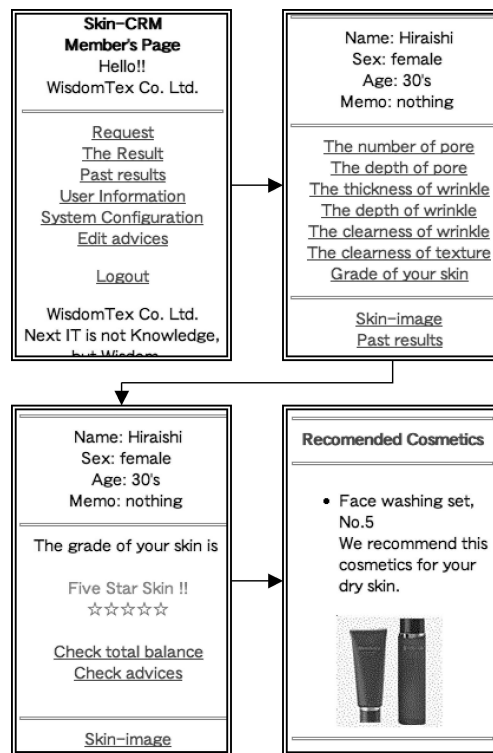 Skin-CRM
Member's Page
Hello!!
WisdomTex Co. Ltd.
Request
The Result
Past results
User Information
System Configuration
Edit advices
Logout
WisdomTex Co. Ltd.
Next IT is not Knowledge,
but Wisdom
Name: Hiraishi
Sex: female
Age: 30's
Memo: nothing
The number of pore
The depth of pore
The thickness of wrinkle
The depth of wrinkle
The clearness of wrinkle
The clearness of texture
Grade of your skin
Skin-image
Past results
Name: Hiraishi
Sex: female
Age: 30's
Memo: nothing
The grade of your skin is
Five Star Skin !!
☆☆☆☆☆
Check total balance
Check advices
Skin-image
Recomended Cosmetics
• Face washing set,
No.5
We recommend this
cosmetics for your
dry skin.